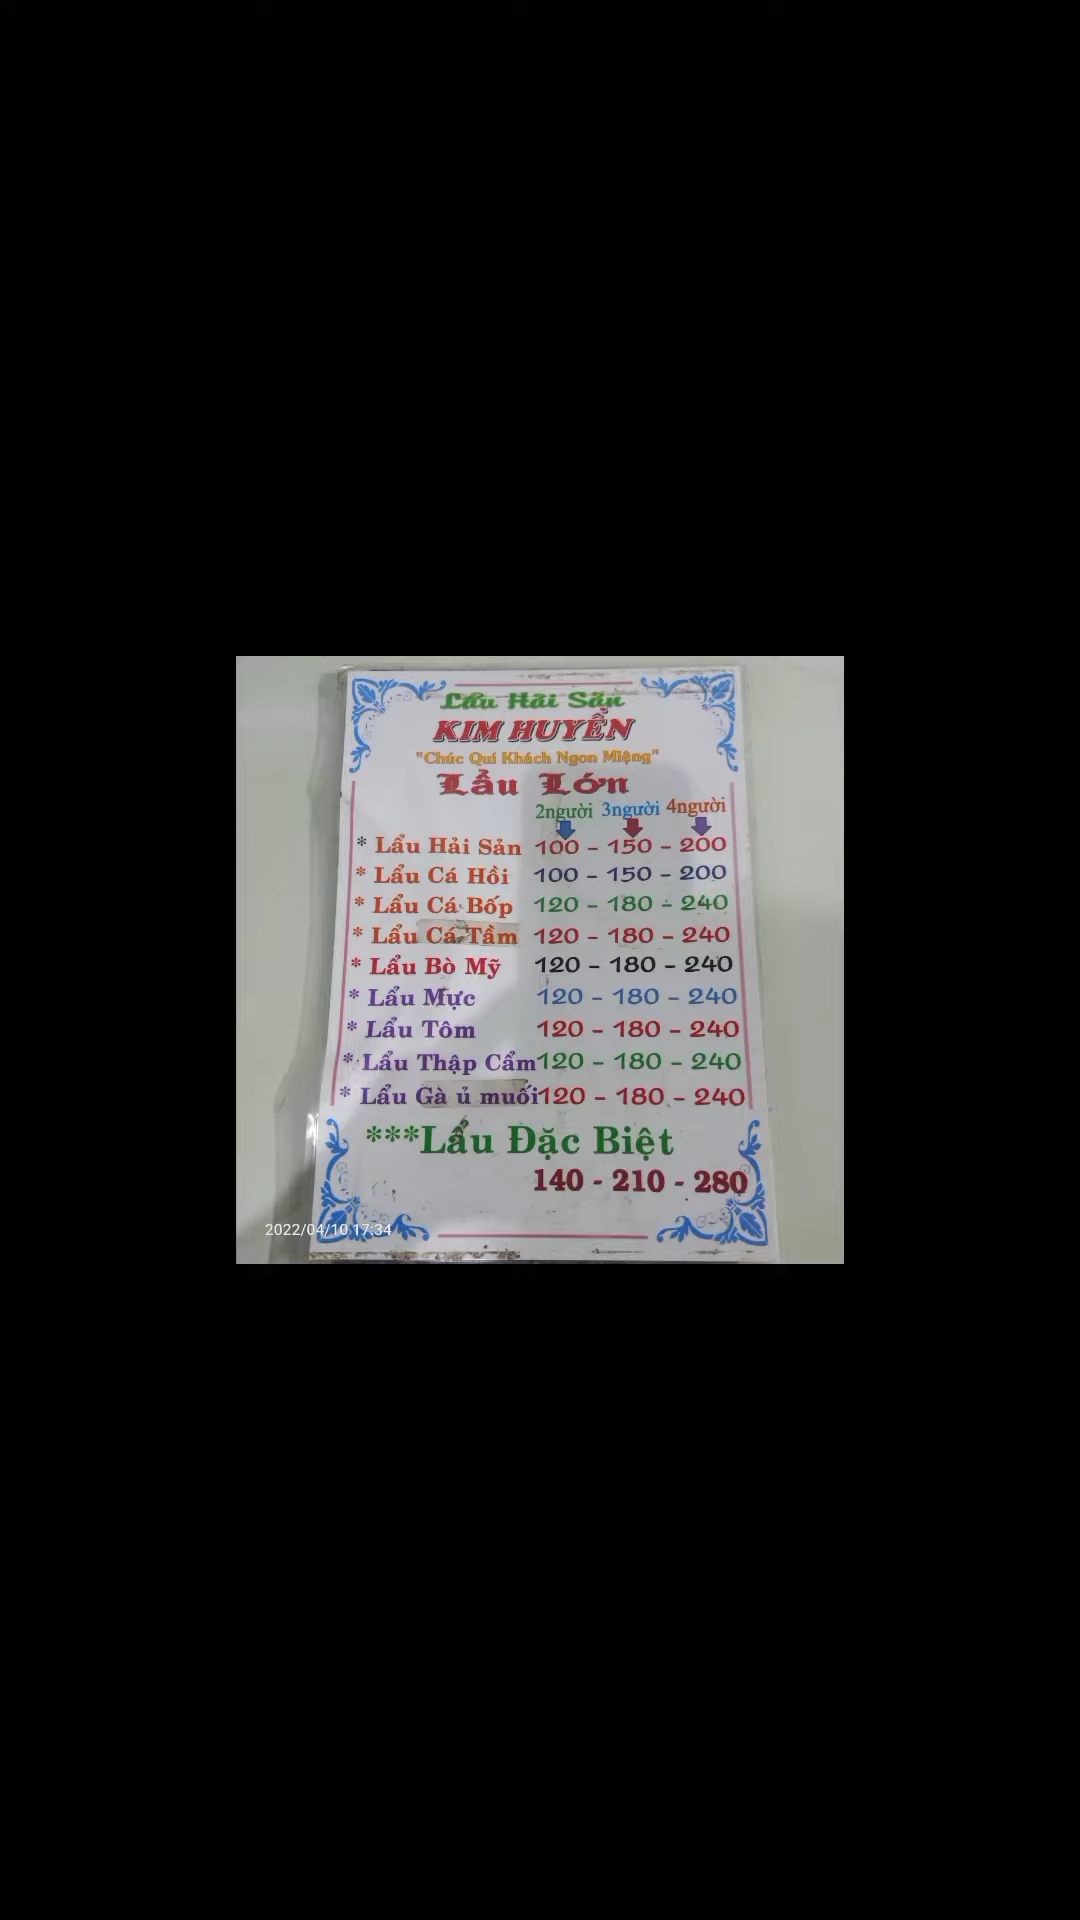 Lẩu Hải Sản
KIM HUYỀN
"Chúc Quí Khách Ngon Miệng"
Lẩu Lớn
2người 3người 4người
* Lẩu Hải Sản 100 - 150 - 200
* Lẩu Cá Hồi 100 - 150 - 200
* Lẩu Cá Bốp 120 - 180 - 240
* Lẩu Cá Tầm 120 - 180 - 240
* Lẩu Bò Mỹ 120 - 180 - 240
* Lẩu Mực 120 - 180 - 240
* Lẩu Tôm 120 - 180 - 240
* Lẩu Thập Cẩm 120 - 180 - 240
* Lẩu Gà ủ muối 120 - 180 - 240
***Lẩu Đặc Biệt
140 - 210 - 280
2022/04/10 17:34